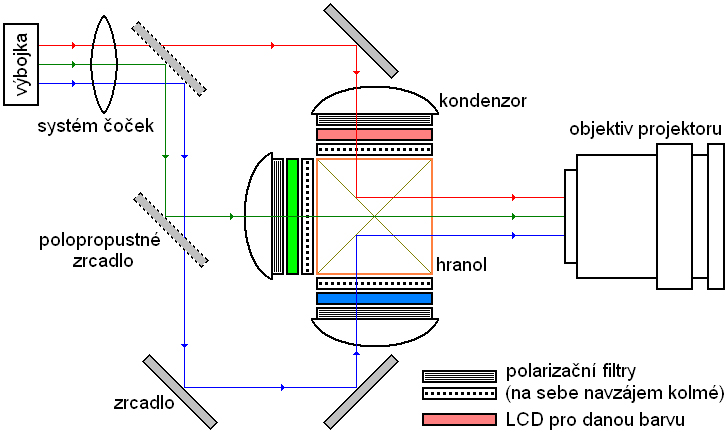 výbojka
systém čoček
kondenzor
objektiv projektoru
polopropustné
zrcadlo
hranol
zrcadlo
polarizační filtry
(na sebe navzájem kolmé)
LCD pro danou barvu